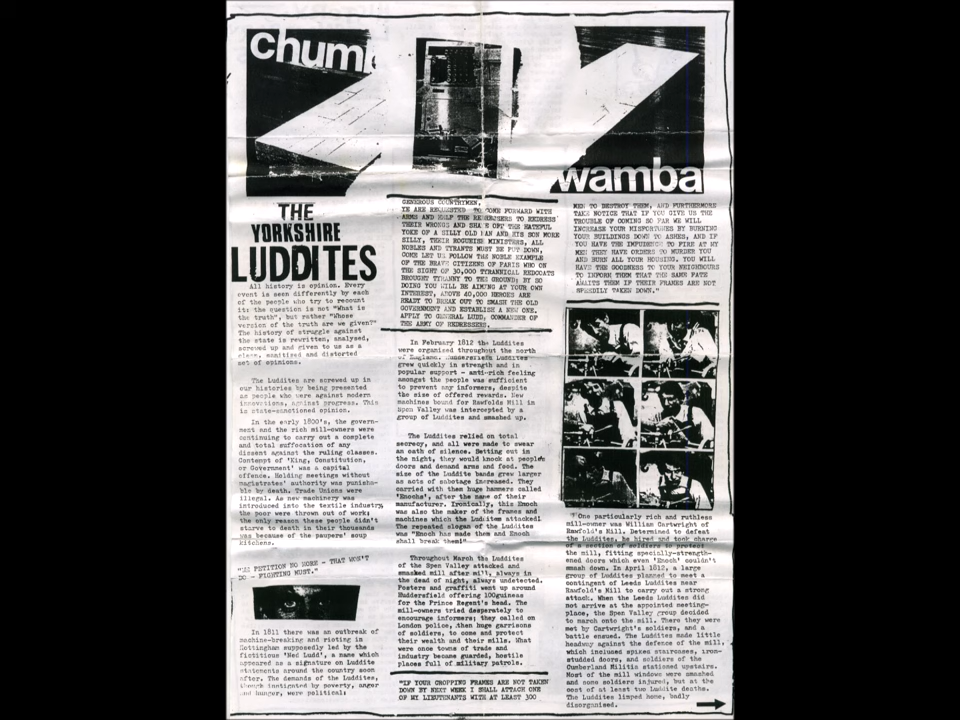 chumb
wamba
THE
YORKSHIRE
LUDDITES
All history is opinion. Every
event is seen differently by each
of the people who try to recount
it: the question is not "What is
the truth", but rather "Whose
version of the truth are we given?"
The history of struggle against
the state is rewritten, analysed,
screwed up and given to us as a
clean, sanitised and distorted
set of opinions.
The Luddites are screwed up in
our histories by being presented
as people who were against modern
innovations, against progress. This
is state-sanctioned opinion.
In the early 1800's, the govern-
ment and the rich mill-owners were
continuing to carry out a complete
and total suffocation of any
dissent against the ruling classes.
Contempt of 'King, Constitution,
or Government' was a capital
offence. Holding meetings without
magistrates' authority was punisha-
ble by death. Trade Unions were
illegal. As new machinery was
introduced into the textile industry,
the poor were thrown out of work;
the only reason these people didn't
starve to death in their thousands
was because of the paupers' soup
kitchens.
"WE PETITION NO MORE - THAT WON'T
DO - FIGHTING MUST."
In 1811 there was an outbreak of
machine-breaking and rioting in
Nottingham supposedly led by the
fictitious 'Ned Ludd', a name which
appeared as a signature on Luddite
statements around the country soon
after. The demands of the Luddites,
though instigated by poverty, anger
and hunger, were political:
GENEROUS COUNTRYMEN,
YE ARE REQUESTED TO COME FORWARD WITH
ARMS AND HELP THE REDRESSERS TO REDRESS
THEIR WRONGS AND SHAKE OFF THE HATEFUL
YOKE OF A SILLY OLD MAN AND HIS SON MORE
SILLY, THEIR ROGUEISH MINISTERS, ALL
NOBLES AND TYRANTS MUST BE PUT DOWN,
COME LET US FOLLOW THE NOBLE EXAMPLE
OF THE BRAVE CITIZENS OF PARIS WHO ON
THE SIGHT OF 30,000 TYRANNICAL REDCOATS
BROUGHT TYRANNY TO THE GROUND; BY SO
DOING YOU WILL BE AIMING AT YOUR OWN
INTEREST, ABOVE 40,000 HEROES ARE
READY TO BREAK OUT TO SMASH THE OLD
GOVERNMENT AND ESTABLISH A NEW ONE.
APPLY TO GENERAL LUDD, COMMANDER OF
THE ARMY OF REDRESSERS.
In February 1812 the Luddites
were organised throughout the north
of England. Huddersfield Luddites
grew quickly in strength and in
popular support - anti-rich feeling
amongst the people was sufficient
to prevent any informers, despite
the size of offered rewards. New
machines bound for Rawfolds Mill in
Spen Valley was intercepted by a
group of Luddites and smashed up.
The Luddites relied on total
secrecy, and all were made to swear
an oath of silence. Setting out in
the night, they would knock at peoples
doors and demand arms and food. The
size of the Luddite bands grew larger
as acts of sabotage increased. They
carried with them huge hammers called
'Enochs', after the name of their
manufacturer. Ironically, this Enoch
was also the maker of the frames and
machines which the Luddites attacked.
The repeated slogan of the Luddites
was "Enoch has made them and Enoch
shall break them!"
Throughout March the Luddites
of the Spen Valley attacked and
smashed mill after mill, always in
the dead of night, always undetected.
Posters and graffiti went up around
Huddersfield offering 100guineas
for the Prince Regent's head. The
mill-owners tried desperately to
encourage informers; they called on
London police, then huge garrisons
of soldiers, to come and protect
their wealth and their mills. What
were once towns of trade and
industry became guarded, hostile
places full of military patrols.
"IF YOUR CROPPING FRAMES ARE NOT TAKEN
DOWN BY NEXT WEEK I SHALL ATTACH ONE
OF MY LIEUTENANTS WITH AT LEAST 300
MEN TO DESTROY THEM, AND FURTHERMORE
TAKE NOTICE THAT IF YOU GIVE US THE
TROUBLE OF COMING SO FAR WE WILL
INCREASE YOUR MISFORTUNES BY BURNING
YOUR BUILDINGS DOWN TO ASHES, AND IF
YOU HAVE THE IMPUDENCE TO FIRE AT MY
MEN THEY HAVE ORDERS TO MURDER YOU
AND BURN ALL YOUR HOUSING. YOU WILL
HAVE THE GOODNESS TO YOUR NEIGHBOURS
TO INFORM THEM THAT THE SAME FATE
AWAITS THEM IF THEIR FRAMES ARE NOT
SPEEDILY TAKEN DOWN."
One particularly rich and ruthless
mill-owner was William Cartwright of
Rawfold's Mill. Determined to defeat
the Luddites, he hired and took charge
of a section of soldiers to protect
the mill, fitting specially-strength-
ened doors which even 'Enoch' couldn't
smash down. In April 1812, a large
group of Luddites planned to meet a
contingent of Leeds Luddites near
Rawfold's Mill to carry out a strong
attack. When the Leeds Luddites did
not arrive at the appointed meeting-
place, the Spen Valley group decided
to march onto the mill. There they were
met by Cartwright's soldiers, and a
battle ensued. The Luddites made little
headway against the defence of the mill,
which incluued spikes staircases, iron-
studded doors, and soldiers of the
Cumberland Militia stationed upstairs.
Most of the mill windows were smashed
and some soldiers injured, but at the
cost of at least two Luddite deaths.
The Luddites limped home, badly
disorganised.